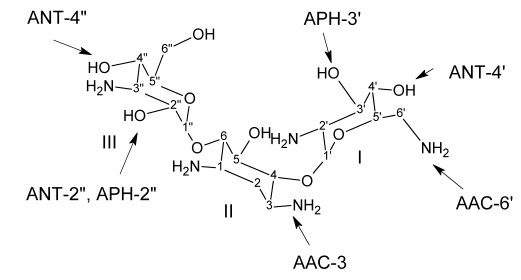 ANT-4"
APH-3'
6"
OH
4"
HO
HO
4'
OH
ANT-4'
H₂N
3"
5"
O
3'
2"
5'
6'
HO
1"
6
OH
H₂N
2'
O
III
O
5
NH₂
H₂N
1
4
1'
I
O
ANT-2", APH-2"
2
AAC-6'
II
3
NH₂
AAC-3